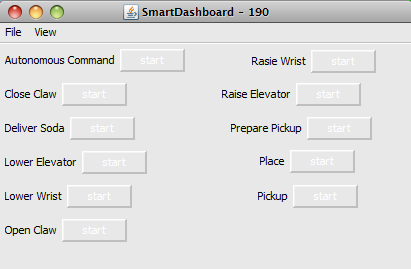 SmartDashboard - 190
File View
Autonomous Command start
Rasie Wrist start
Close Claw start
Raise Elevator start
Deliver Soda start
Prepare Pickup start
Lower Elevator start
Place start
Lower Wrist start
Pickup start
Open Claw start